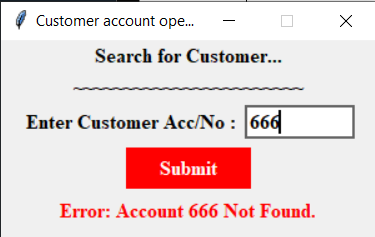 Customer account ope...
Search for Customer...
~~~~~~~~~~~~~~~~~~~~~~~~
Enter Customer Acc/No : 666
Submit
Error: Account 666 Not Found.